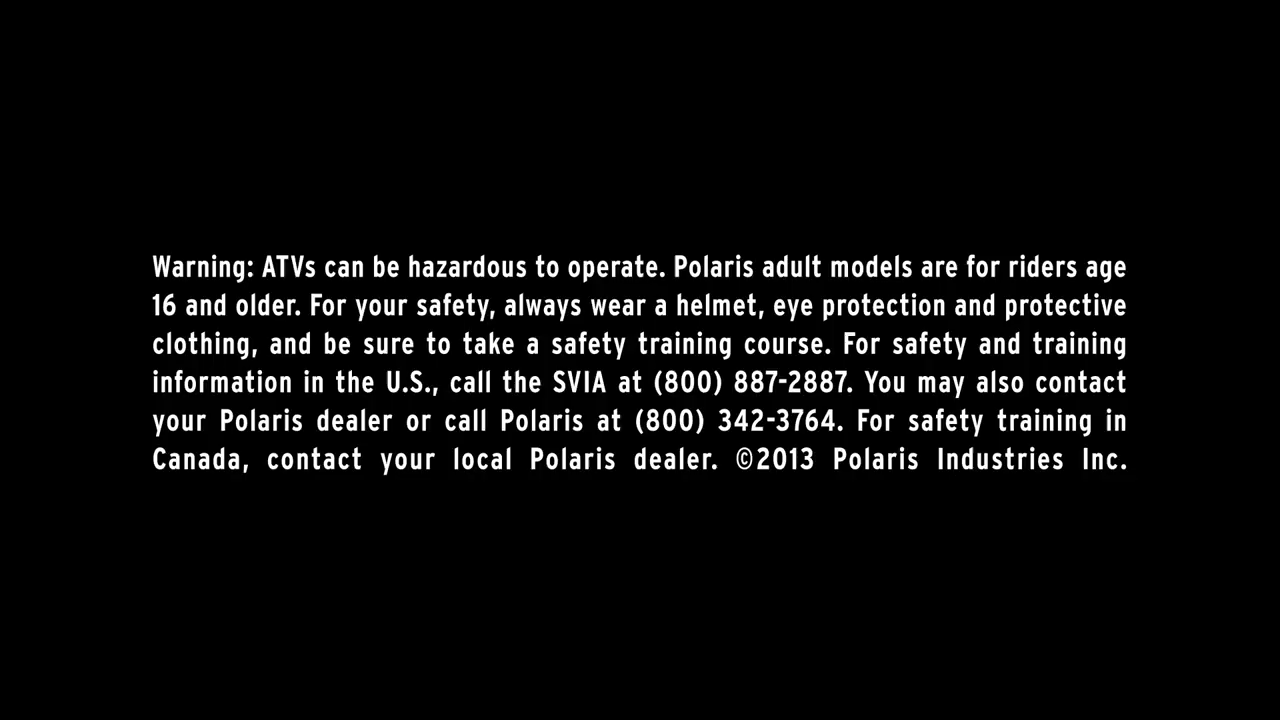 Warning: ATVs can be hazardous to operate. Polaris adult models are for riders age
16 and older. For your safety, always wear a helmet, eye protection and protective
clothing, and be sure to take a safety training course. For safety and training
information in the U.S., call the SVIA at (800) 887-2887. You may also contact
your Polaris dealer or call Polaris at (800) 342-3764. For safety training in
Canada, contact your local Polaris dealer. ©2013 Polaris Industries Inc.